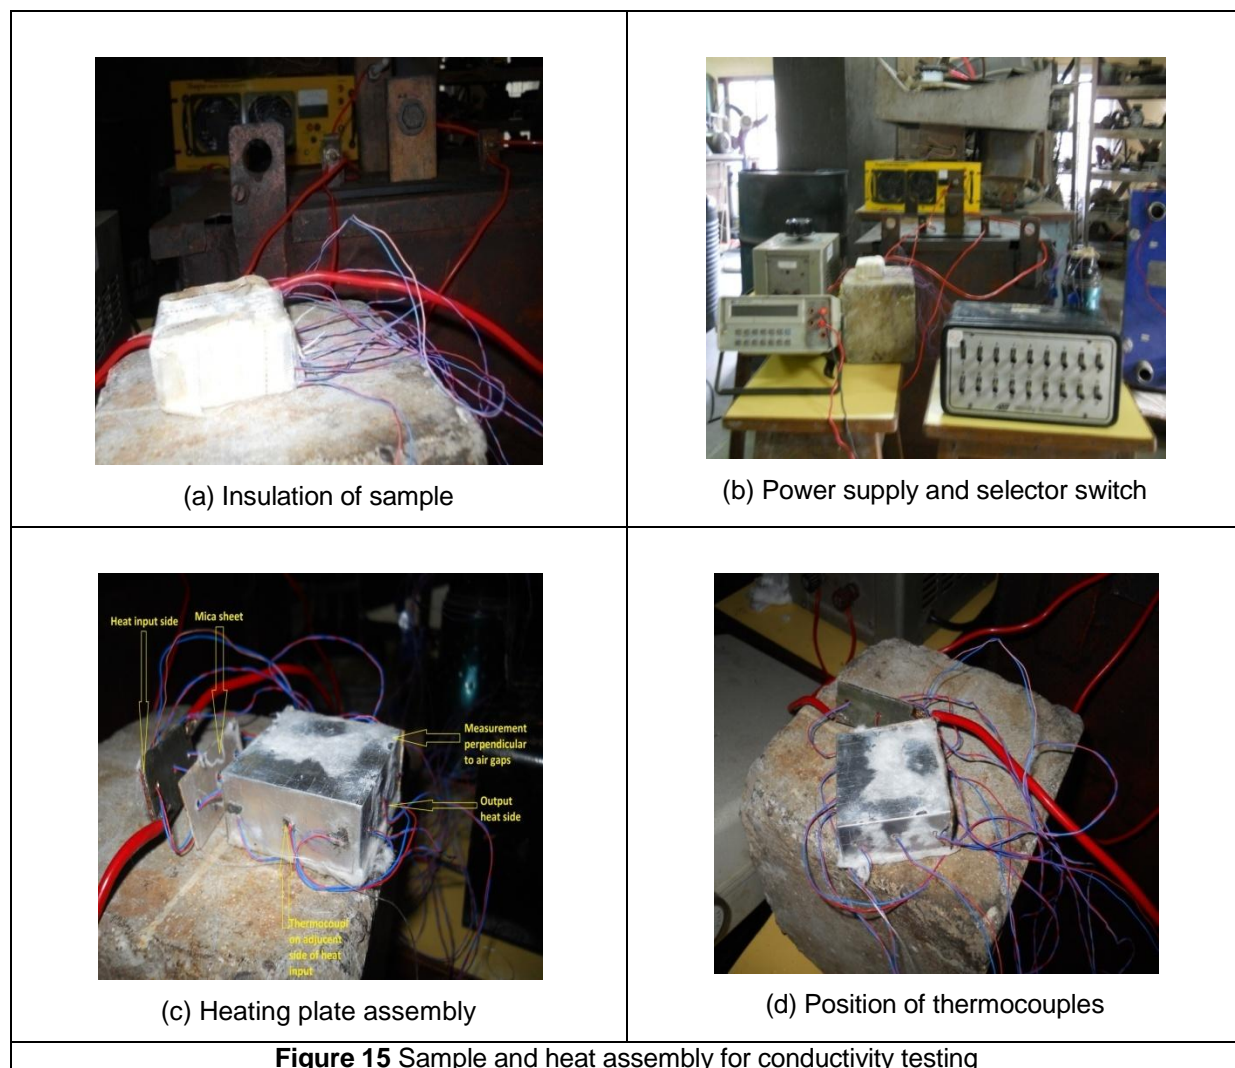 (a) Insulation of sample
(b) Power supply and selector switch
Heat input side
Mica sheet
Measurement
perpendicular
to air gaps
Output
heat side
Thermocoupl
on adjucent
side of heat
input
(c) Heating plate assembly
(d) Position of thermocouples
Figure 15 Sample and heat assembly for conductivity testing